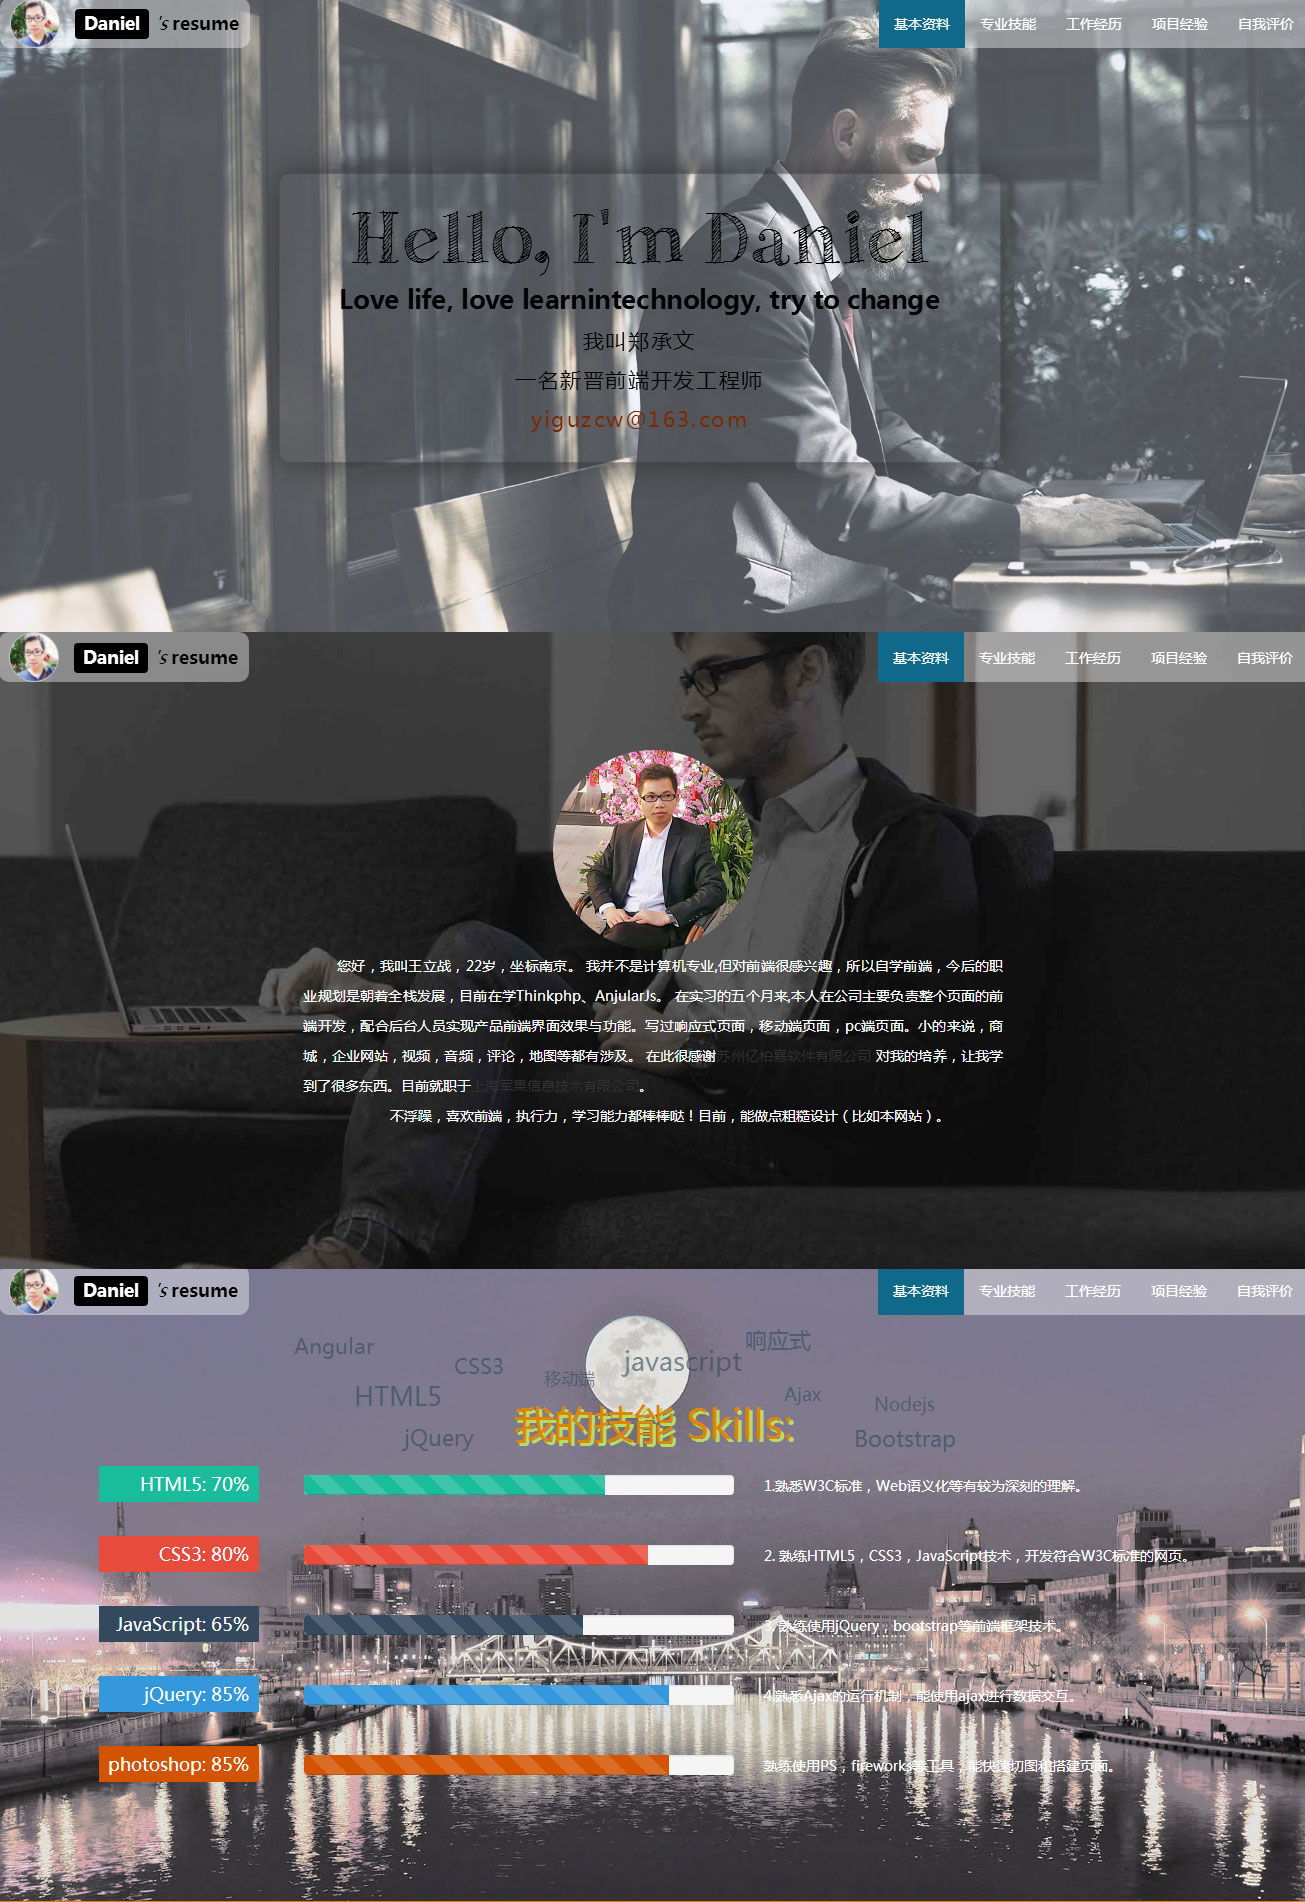 Daniel 's resume
基本资料 专业技能 工作经历 项目经验 自我评价
Hello, I'm Daniel
Love life, love learnintechnology, try to change
我叫郑承文
一名新晋前端开发工程师
yiguzcw@163.com
Daniel 's resume
基本资料 专业技能 工作经历 项目经验 自我评价
您好，我叫王立战，22岁，坐标南京。 我并不是计算机专业,但对前端很感兴趣，所以自学前端，今后的职
业规划是朝着全栈发展，目前在学Thinkphp、AnjularJs。 在实习的五个月来,本人在公司主要负责整个页面的前
端开发，配合后台人员实现产品前端界面效果与功能。写过响应式页面，移动端页面，pc端页面。小的来说，商
城，企业网站，视频，音频，评论，地图等都有涉及。 在此很感谢苏州亿柏嘉软件有限公司 对我的培养，让我学
到了很多东西。目前就职于上海军果信息技术有限公司。
不浮躁，喜欢前端，执行力，学习能力都棒棒哒！目前，能做点粗糙设计（比如本网站）。
Daniel 's resume
基本资料 专业技能 工作经历 项目经验 自我评价
Angular
CSS3
移动端
javascript
响应式
HTML5
Ajax
Nodejs
jQuery
Bootstrap
我的技能 Skills:
HTML5: 70%
1.熟悉W3C标准，Web语义化等有较为深刻的理解。
CSS3: 80%
2. 熟练HTML5，CSS3，JavaScript技术，开发符合W3C标准的网页。
JavaScript: 65%
3. 熟练使用jQuery，bootstrap等前端框架技术。
jQuery: 85%
4.熟悉Ajax的运行机制，能使用ajax进行数据交互。
photoshop: 85%
熟练使用PS，fireworks等工具，能快速切图和搭建页面。